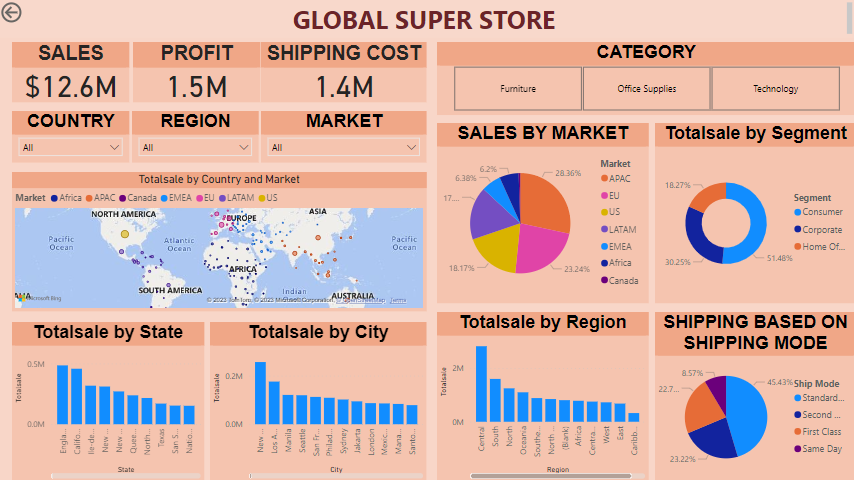 GLOBAL SUPER STORE
SALES
$12.6M
PROFIT
1.5M
SHIPPING COST
1.4M
CATEGORY
Furniture
Office Supplies
Technology
COUNTRY
All
REGION
All
MARKET
All
Totalsale by Country and Market
Market Africa APAC Canada EMEA EU LATAM US
NORTH AMERICA
EUROPE
ASIA
Pacific Ocean
Atlantic Ocean
Pacific Ocean
AFRICA
SOUTH AMERICA
Indian
AUSTRALIA
Microsoft Bing
© 2023 TomTom, © 2023 Microsoft Corporation, © OpenStreetMap Terms
SALES BY MARKET
6.2%
6.38%
17....
18.17%
28.36%
23.24%
Market
APAC
EU
US
LATAM
EMEA
Africa
Canada
Totalsale by Segment
18.27%
30.25%
51.48%
Segment
Consumer
Corporate
Home Of...
Totalsale by State
Totalsale
0.5M
0.0M
Engla...
Califo...
Ile-de...
New ...
New ...
Quee...
North...
Texas
San S...
Natio...
State
Totalsale by City
Totalsale
0.2M
0.0M
New ...
Los A...
Manila
Seattle
San Fr...
Philad...
Sydney
Jakarta
London
Mexic...
Mana...
Santo...
City
Totalsale by Region
Totalsale
2M
0M
Central
South
North
Oceania
Southe...
North ...
(Blank)
Africa
Centra...
West
East
Caribb...
Region
SHIPPING BASED ON
SHIPPING MODE
8.57%
22.7...
23.22%
45.43%
Ship Mode
Standard...
Second ...
First Class
Same Day